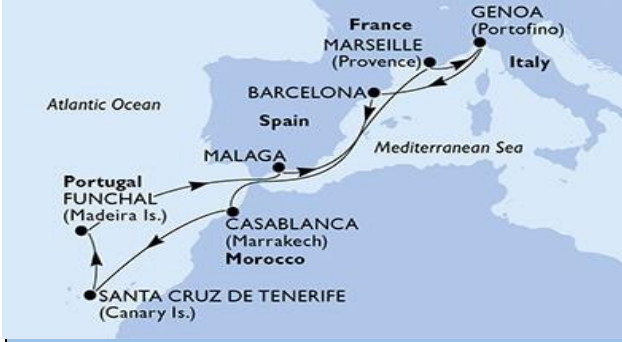 GENOA
(Portofino)
France
MARSEILLE
(Provence)
Italy
BARCELONA
Atlantic Ocean
Spain
Mediterranean Sea
MALAGA
Portugal
FUNCHAL
(Madeira Is.)
CASABLANCA
(Marrakech)
Morocco
SANTA CRUZ DE TENERIFE
(Canary Is.)